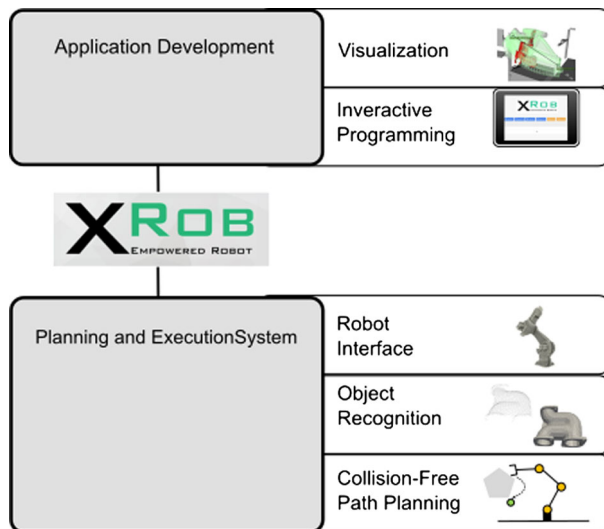 Application Development
Visualization
Inveractive
Programming
XROB
XROB
EMPOWERED ROBOT
Planning and ExecutionSystem
Robot
Interface
Object
Recognition
Collision-Free
Path Planning